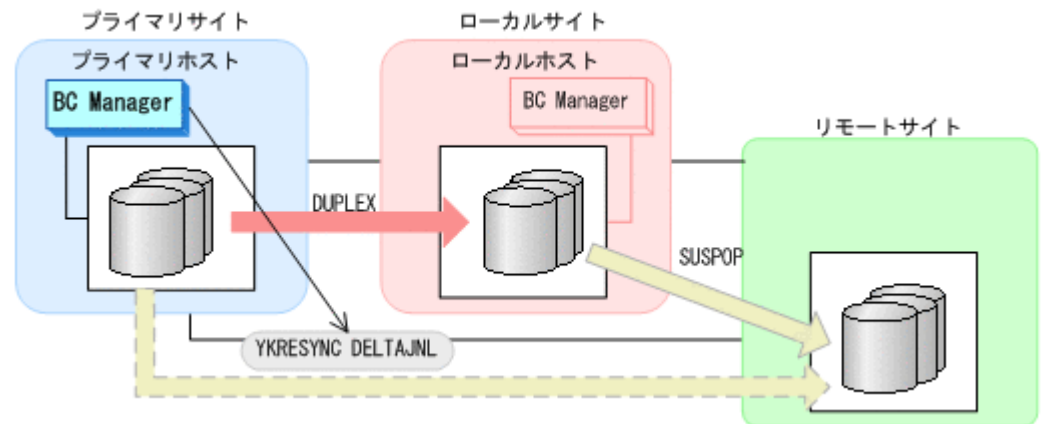 プライマリサイト
ローカルサイト
プライマリホスト
ローカルホスト
BC Manager
BC Manager
リモートサイト
DUPLEX
SUSPOP
YKRESYNC DELTAJNL